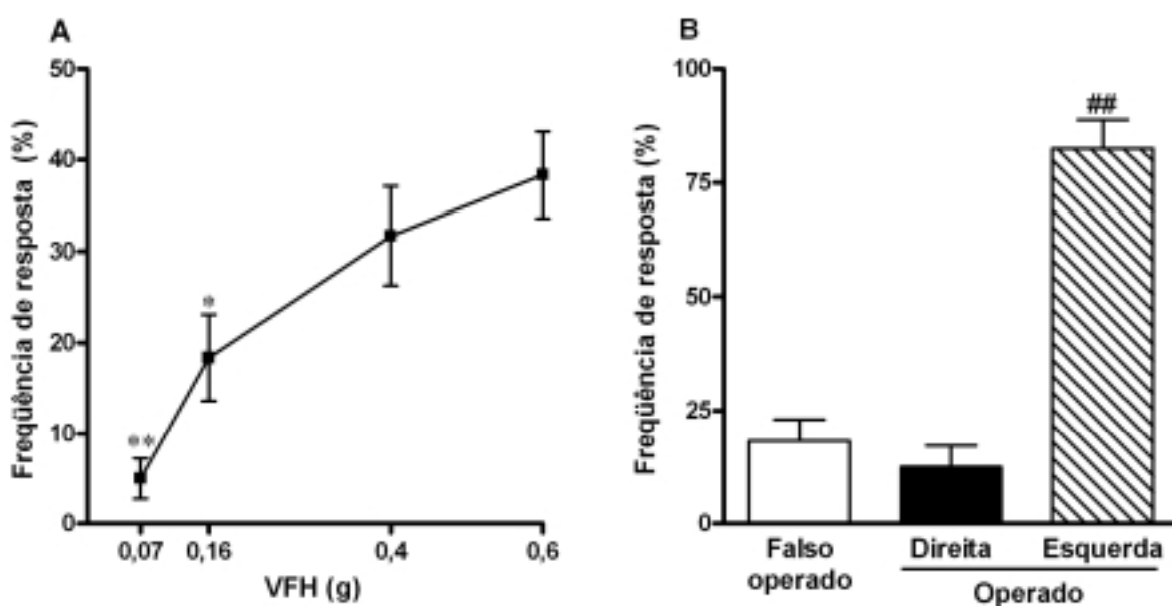 A
Freqüência de resposta (%)
50
40
30
20
10
0
**
*
0,07 0,16 0,4 0,6
VFH (g)
B
Freqüência de resposta (%)
100
75
50
25
0
##
Falso operado
Direita Esquerda
Operado